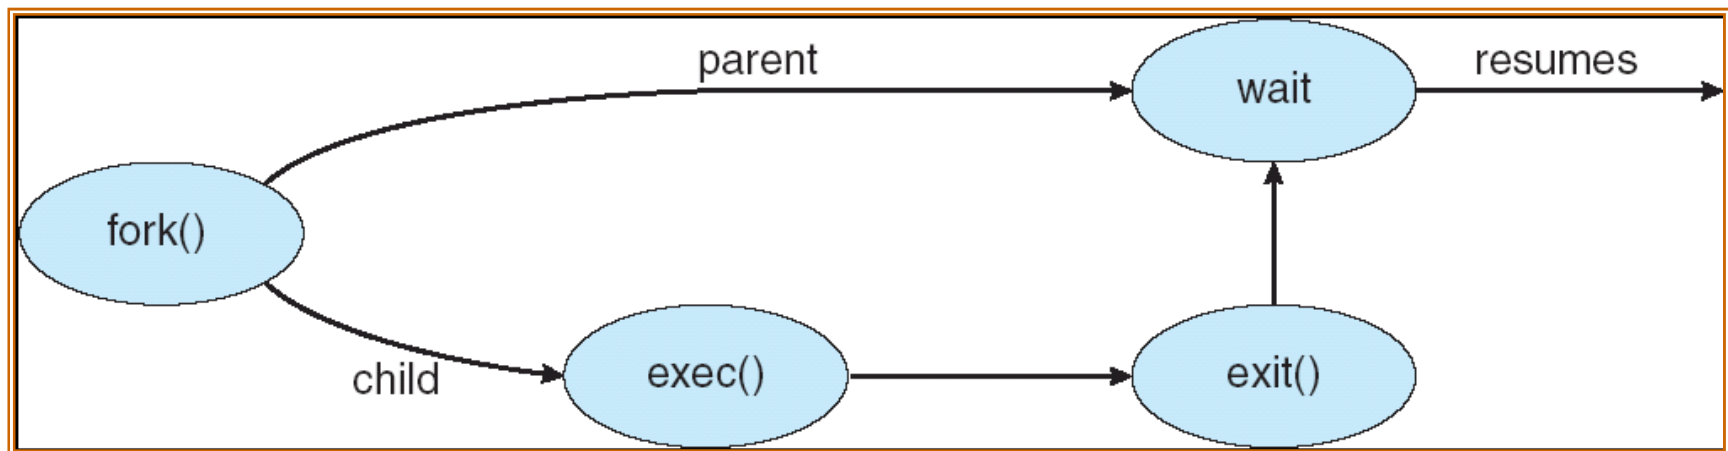 parent
resumes
wait
fork()
child
exec()
exit()